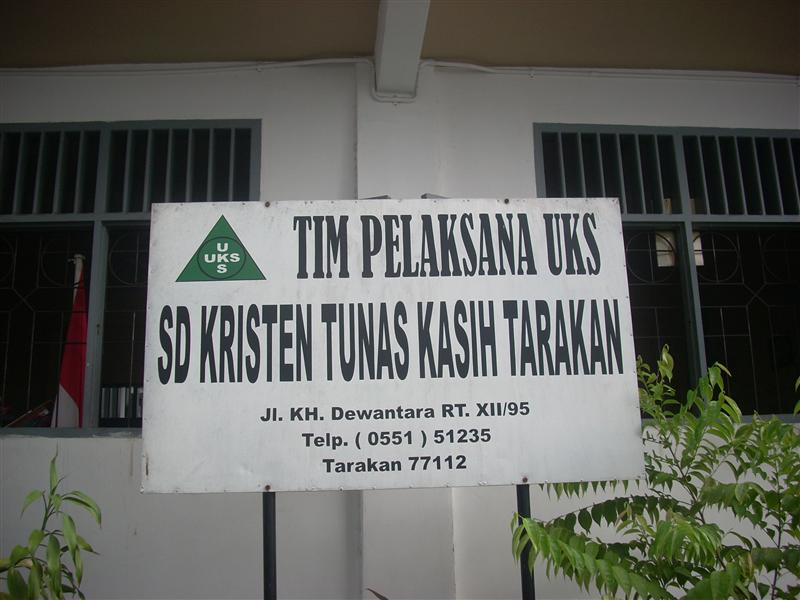 U
UKS
S
TIM PELAKSANA UKS
SD KRISTEN TUNAS KASIH TARAKAN
Jl. KH. Dewantara RT. XII/95
Telp. ( 0551 ) 51235
Tarakan 77112